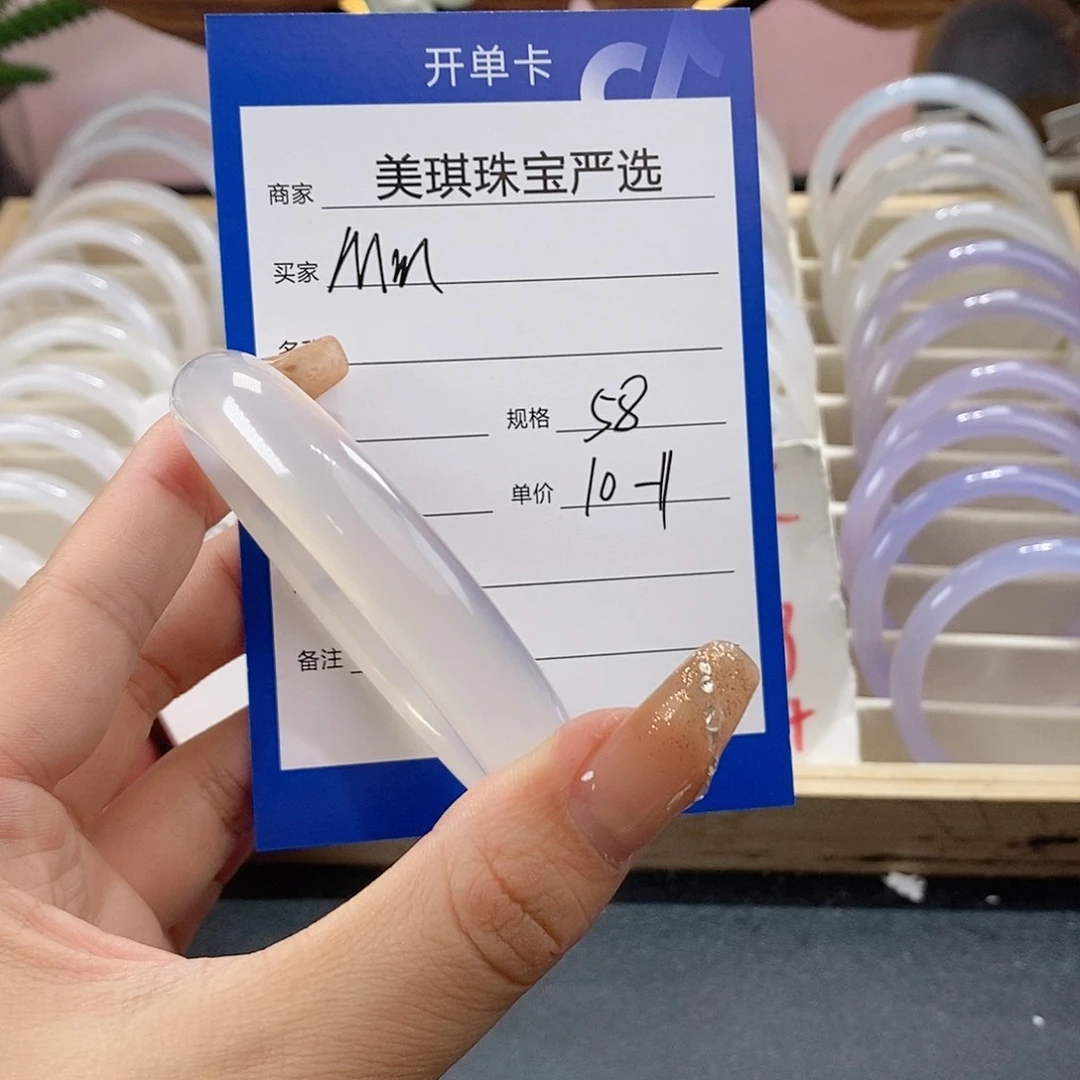 开单卡
商家 美琪珠宝严选
买家 Mm
规格 58
单价 10-11
备注